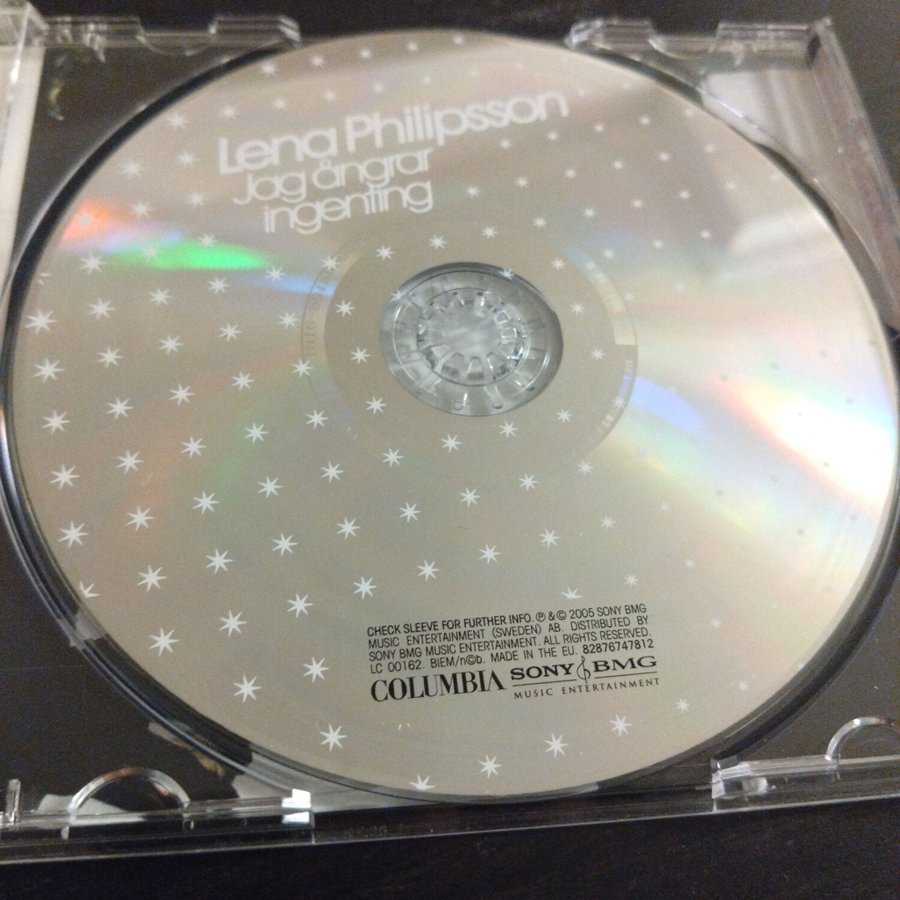 Lena Philipsson
Jag ångrar
ingenting
CHECK SLEEVE FOR FURTHER INFO. ℗ & © 2005 SONY BMG
MUSIC ENTERTAINMENT (SWEDEN) AB. DISTRIBUTED BY
SONY BMG MUSIC ENTERTAINMENT. ALL RIGHTS RESERVED.
LC 00162. BIEM/n©b. MADE IN THE EU. 82876747812
COLUMBIA SONY BMG
MUSIC ENTERTAINMENT